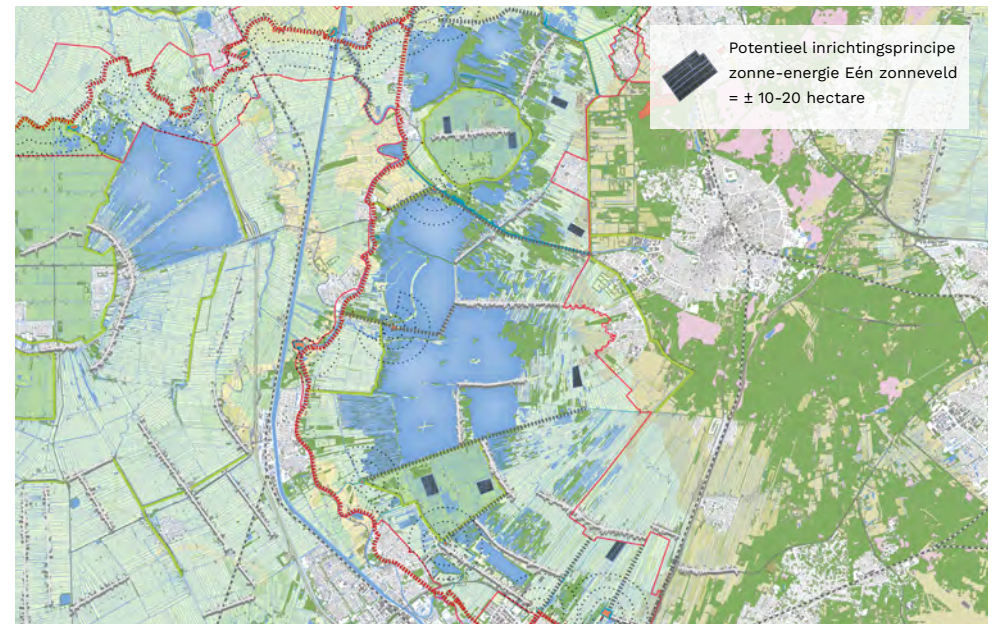 Potentieel inrichtingsprincipe
zonne-energie Eén zonneveld
= ± 10-20 hectare